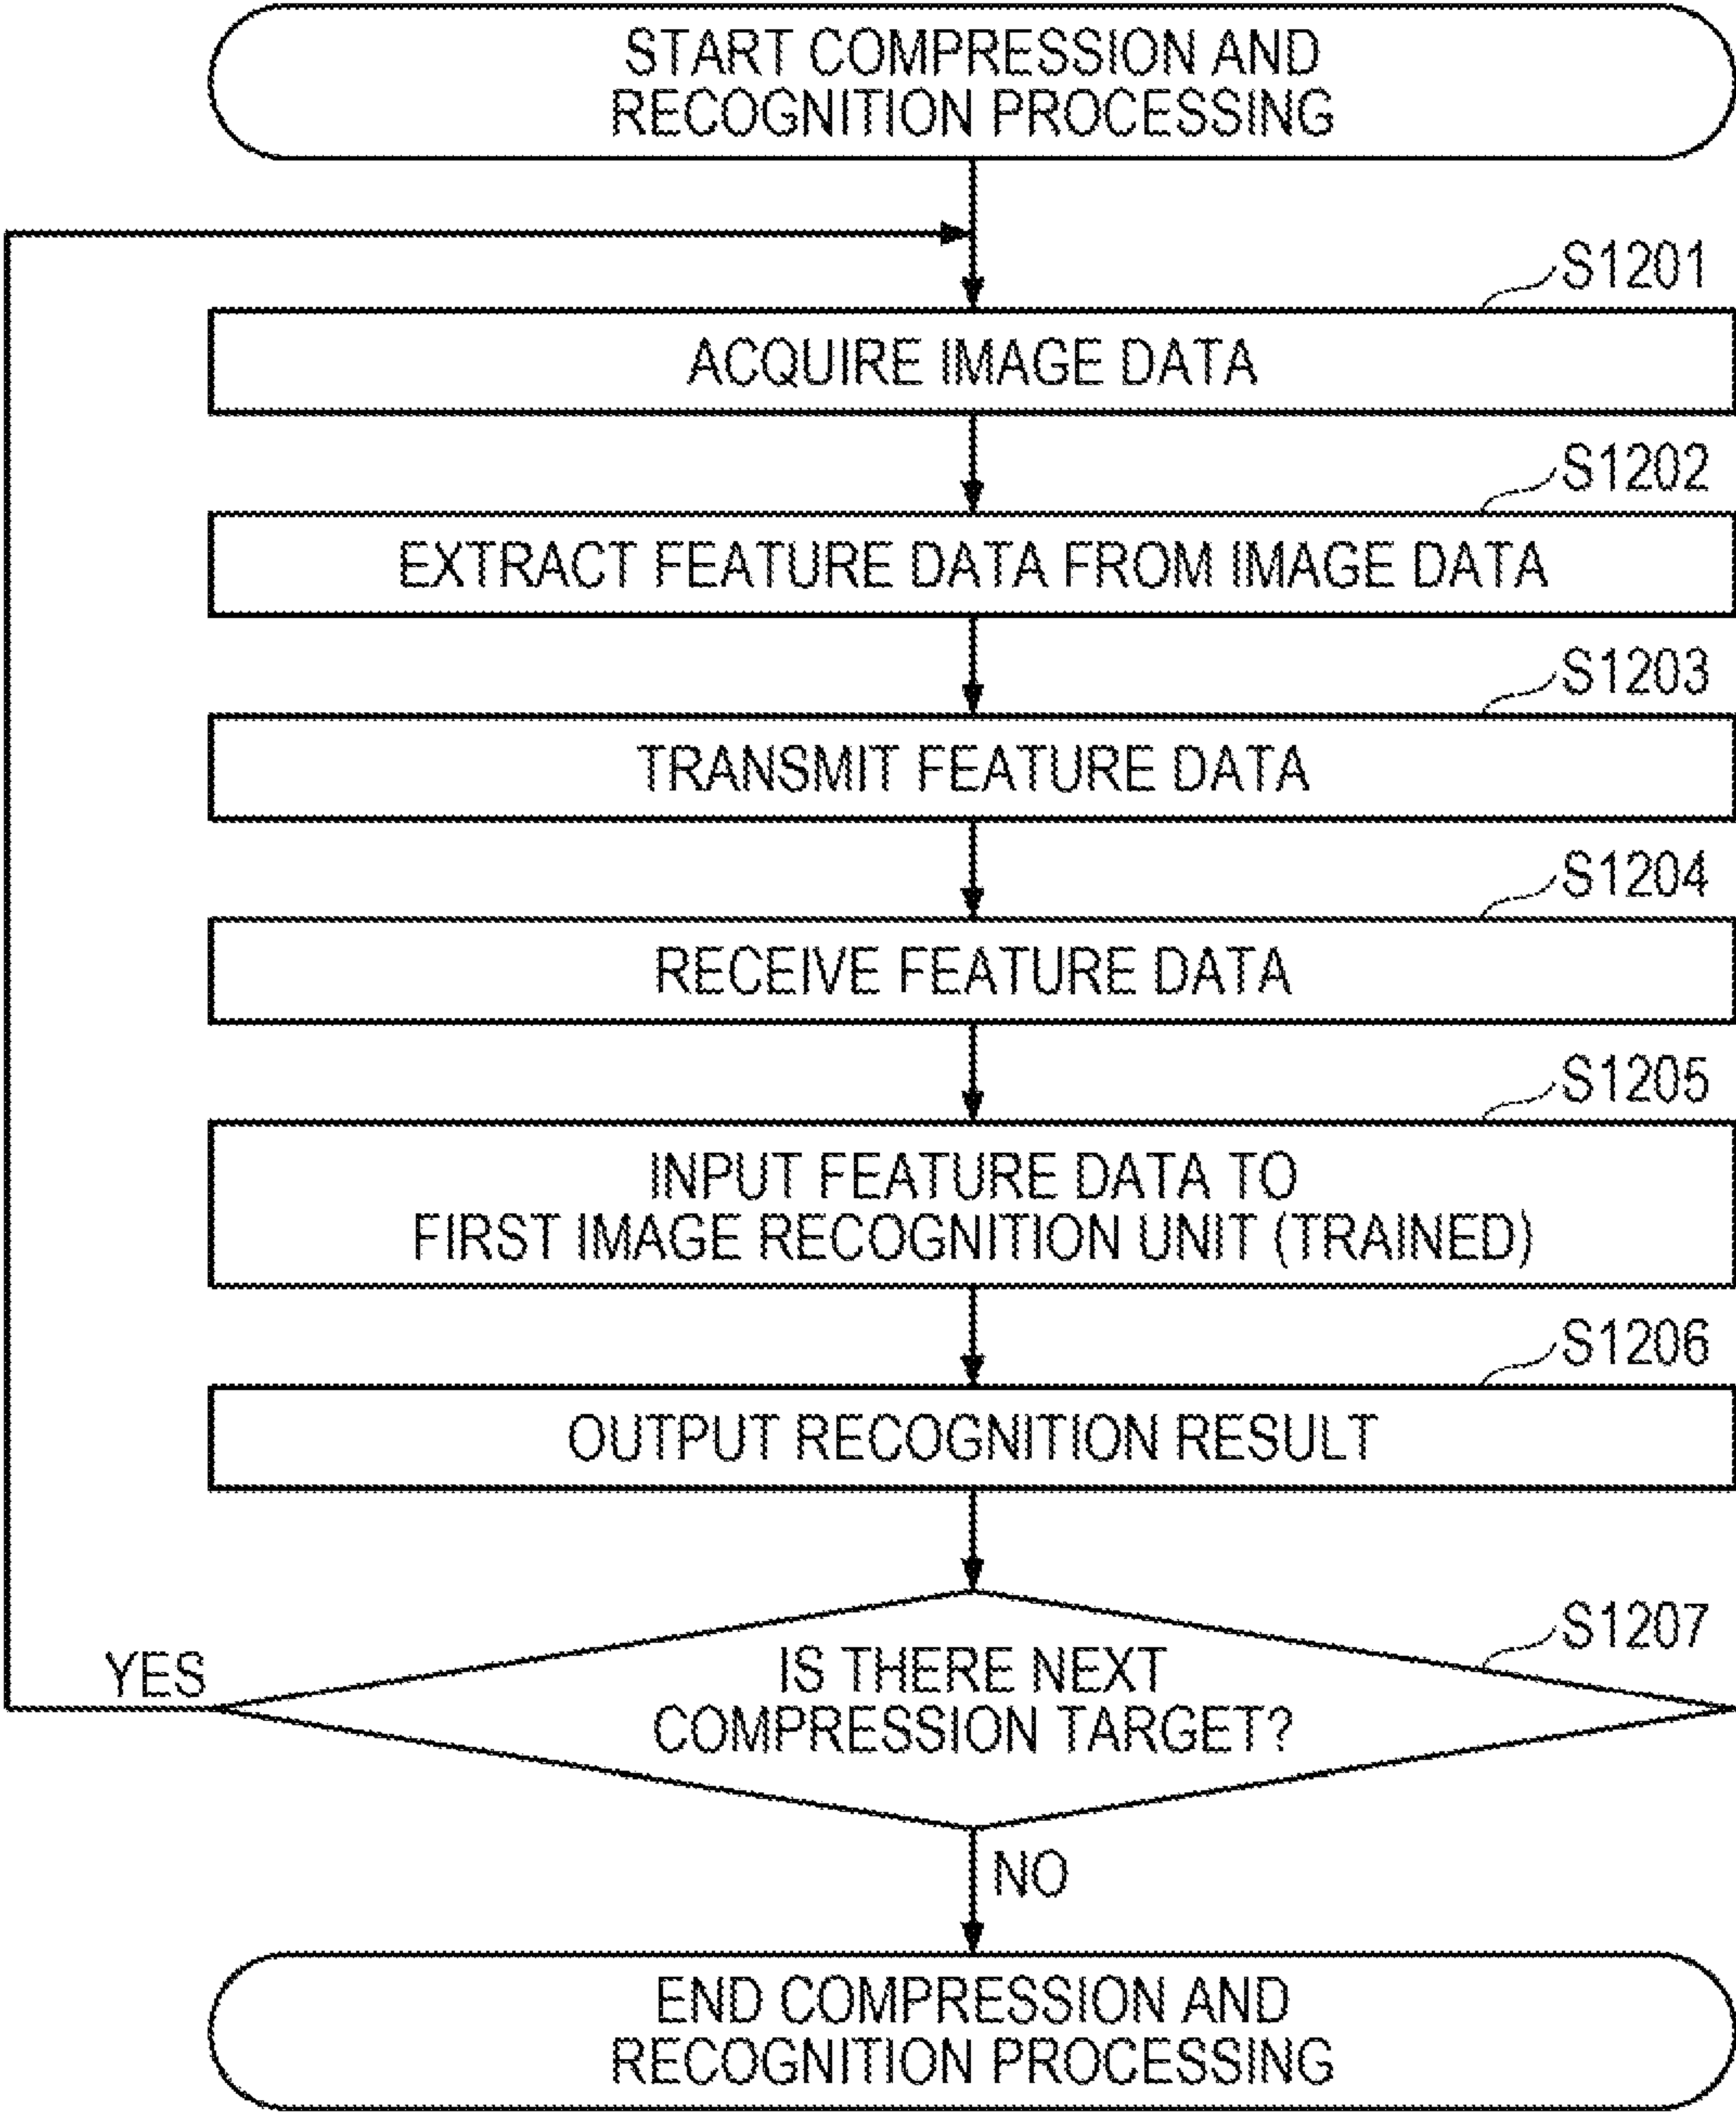 START COMPRESSION AND
RECOGNITION PROCESSING
S1201
ACQUIRE IMAGE DATA
S1202
EXTRACT FEATURE DATA FROM IMAGE DATA
S1203
TRANSMIT FEATURE DATA
S1204
RECEIVE FEATURE DATA
S1205
INPUT FEATURE DATA TO
FIRST IMAGE RECOGNITION UNIT (TRAINED)
S1206
OUTPUT RECOGNITION RESULT
S1207
IS THERE NEXT
COMPRESSION TARGET?
YES
NO
END COMPRESSION AND
RECOGNITION PROCESSING